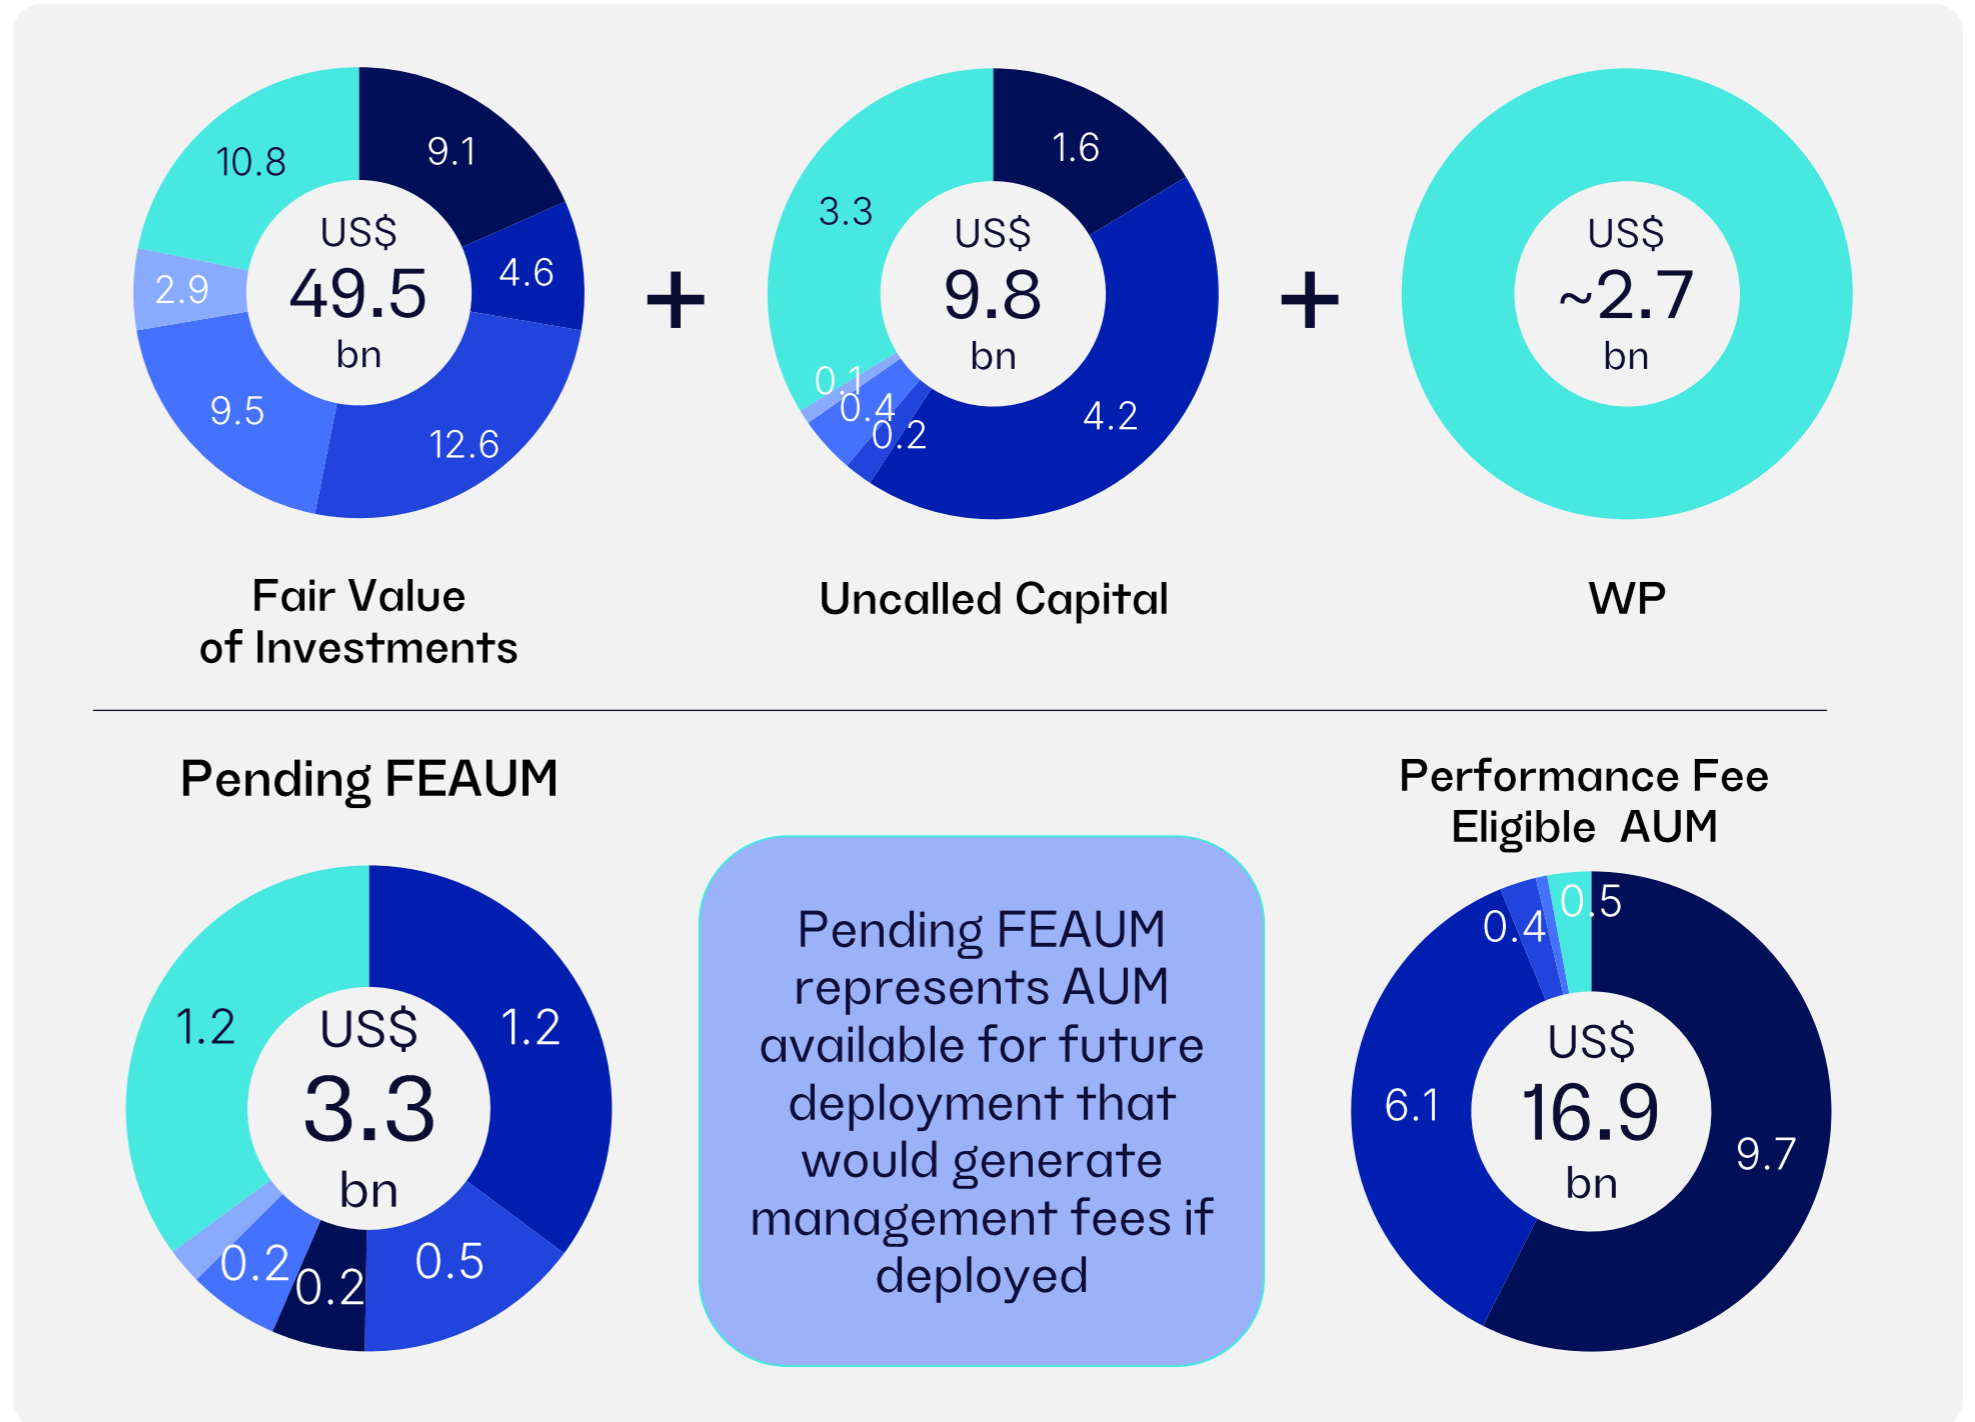 10.8
9.1
4.6
12.6
9.5
2.9
US$
49.5
bn
Fair Value
of Investments
+
3.3
1.6
4.2
0.2
0.4
0.1
US$
9.8
bn
Uncalled Capital
+
US$
~2.7
bn
WP
Pending FEAUM
1.2
1.2
0.5
0.2
0.2
US$
3.3
bn
Pending FEAUM
represents AUM
available for future
deployment that
would generate
management fees if
deployed
Performance Fee
Eligible AUM
0.5
0.4
6.1
9.7
US$
16.9
bn